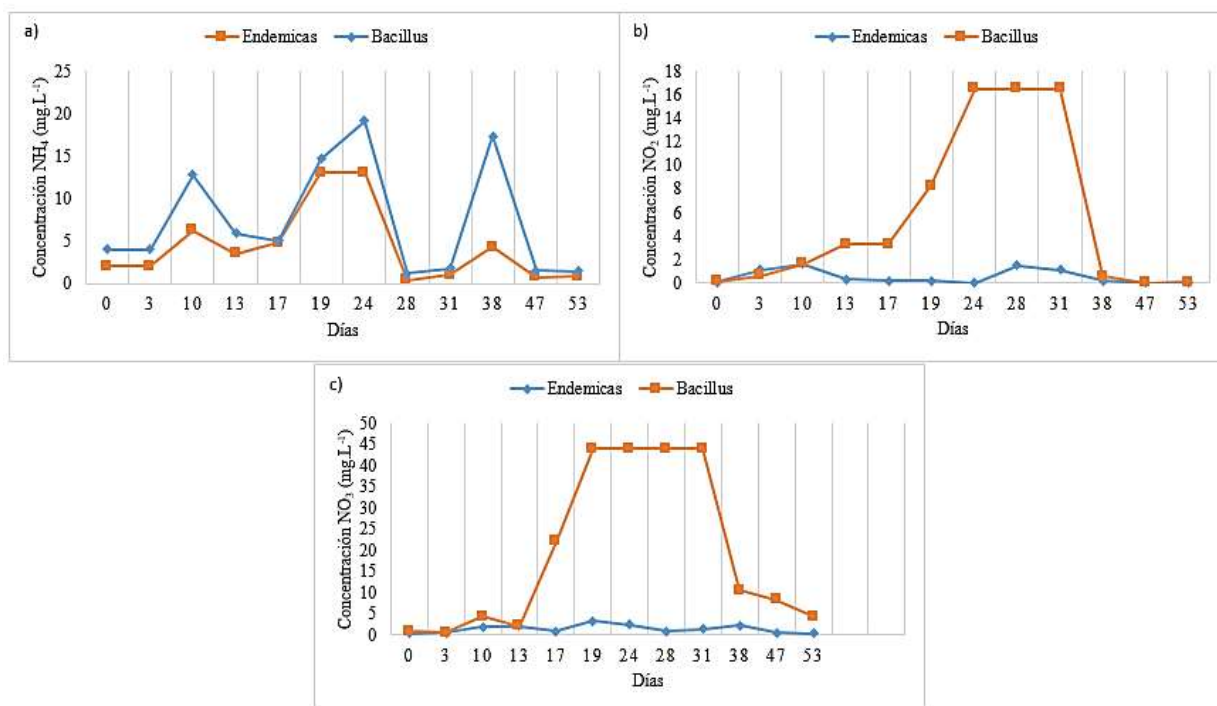 a)
Endemicas Bacillus
Concentración NH₄ (mg.L⁻¹)
25
20
15
10
5
0
0 3 10 13 17 19 24 28 31 38 47 53
Días
b)
Endemicas Bacillus
Concentración NO₂ (mg.L⁻¹)
18
16
14
12
10
8
6
4
2
0
0 3 10 13 17 19 24 28 31 38 47 53
Días
c)
Endemicas Bacillus
Concentración NO₃ (mg.L⁻¹)
50
45
40
35
30
25
20
15
10
5
0
0 3 10 13 17 19 24 28 31 38 47 53
Días